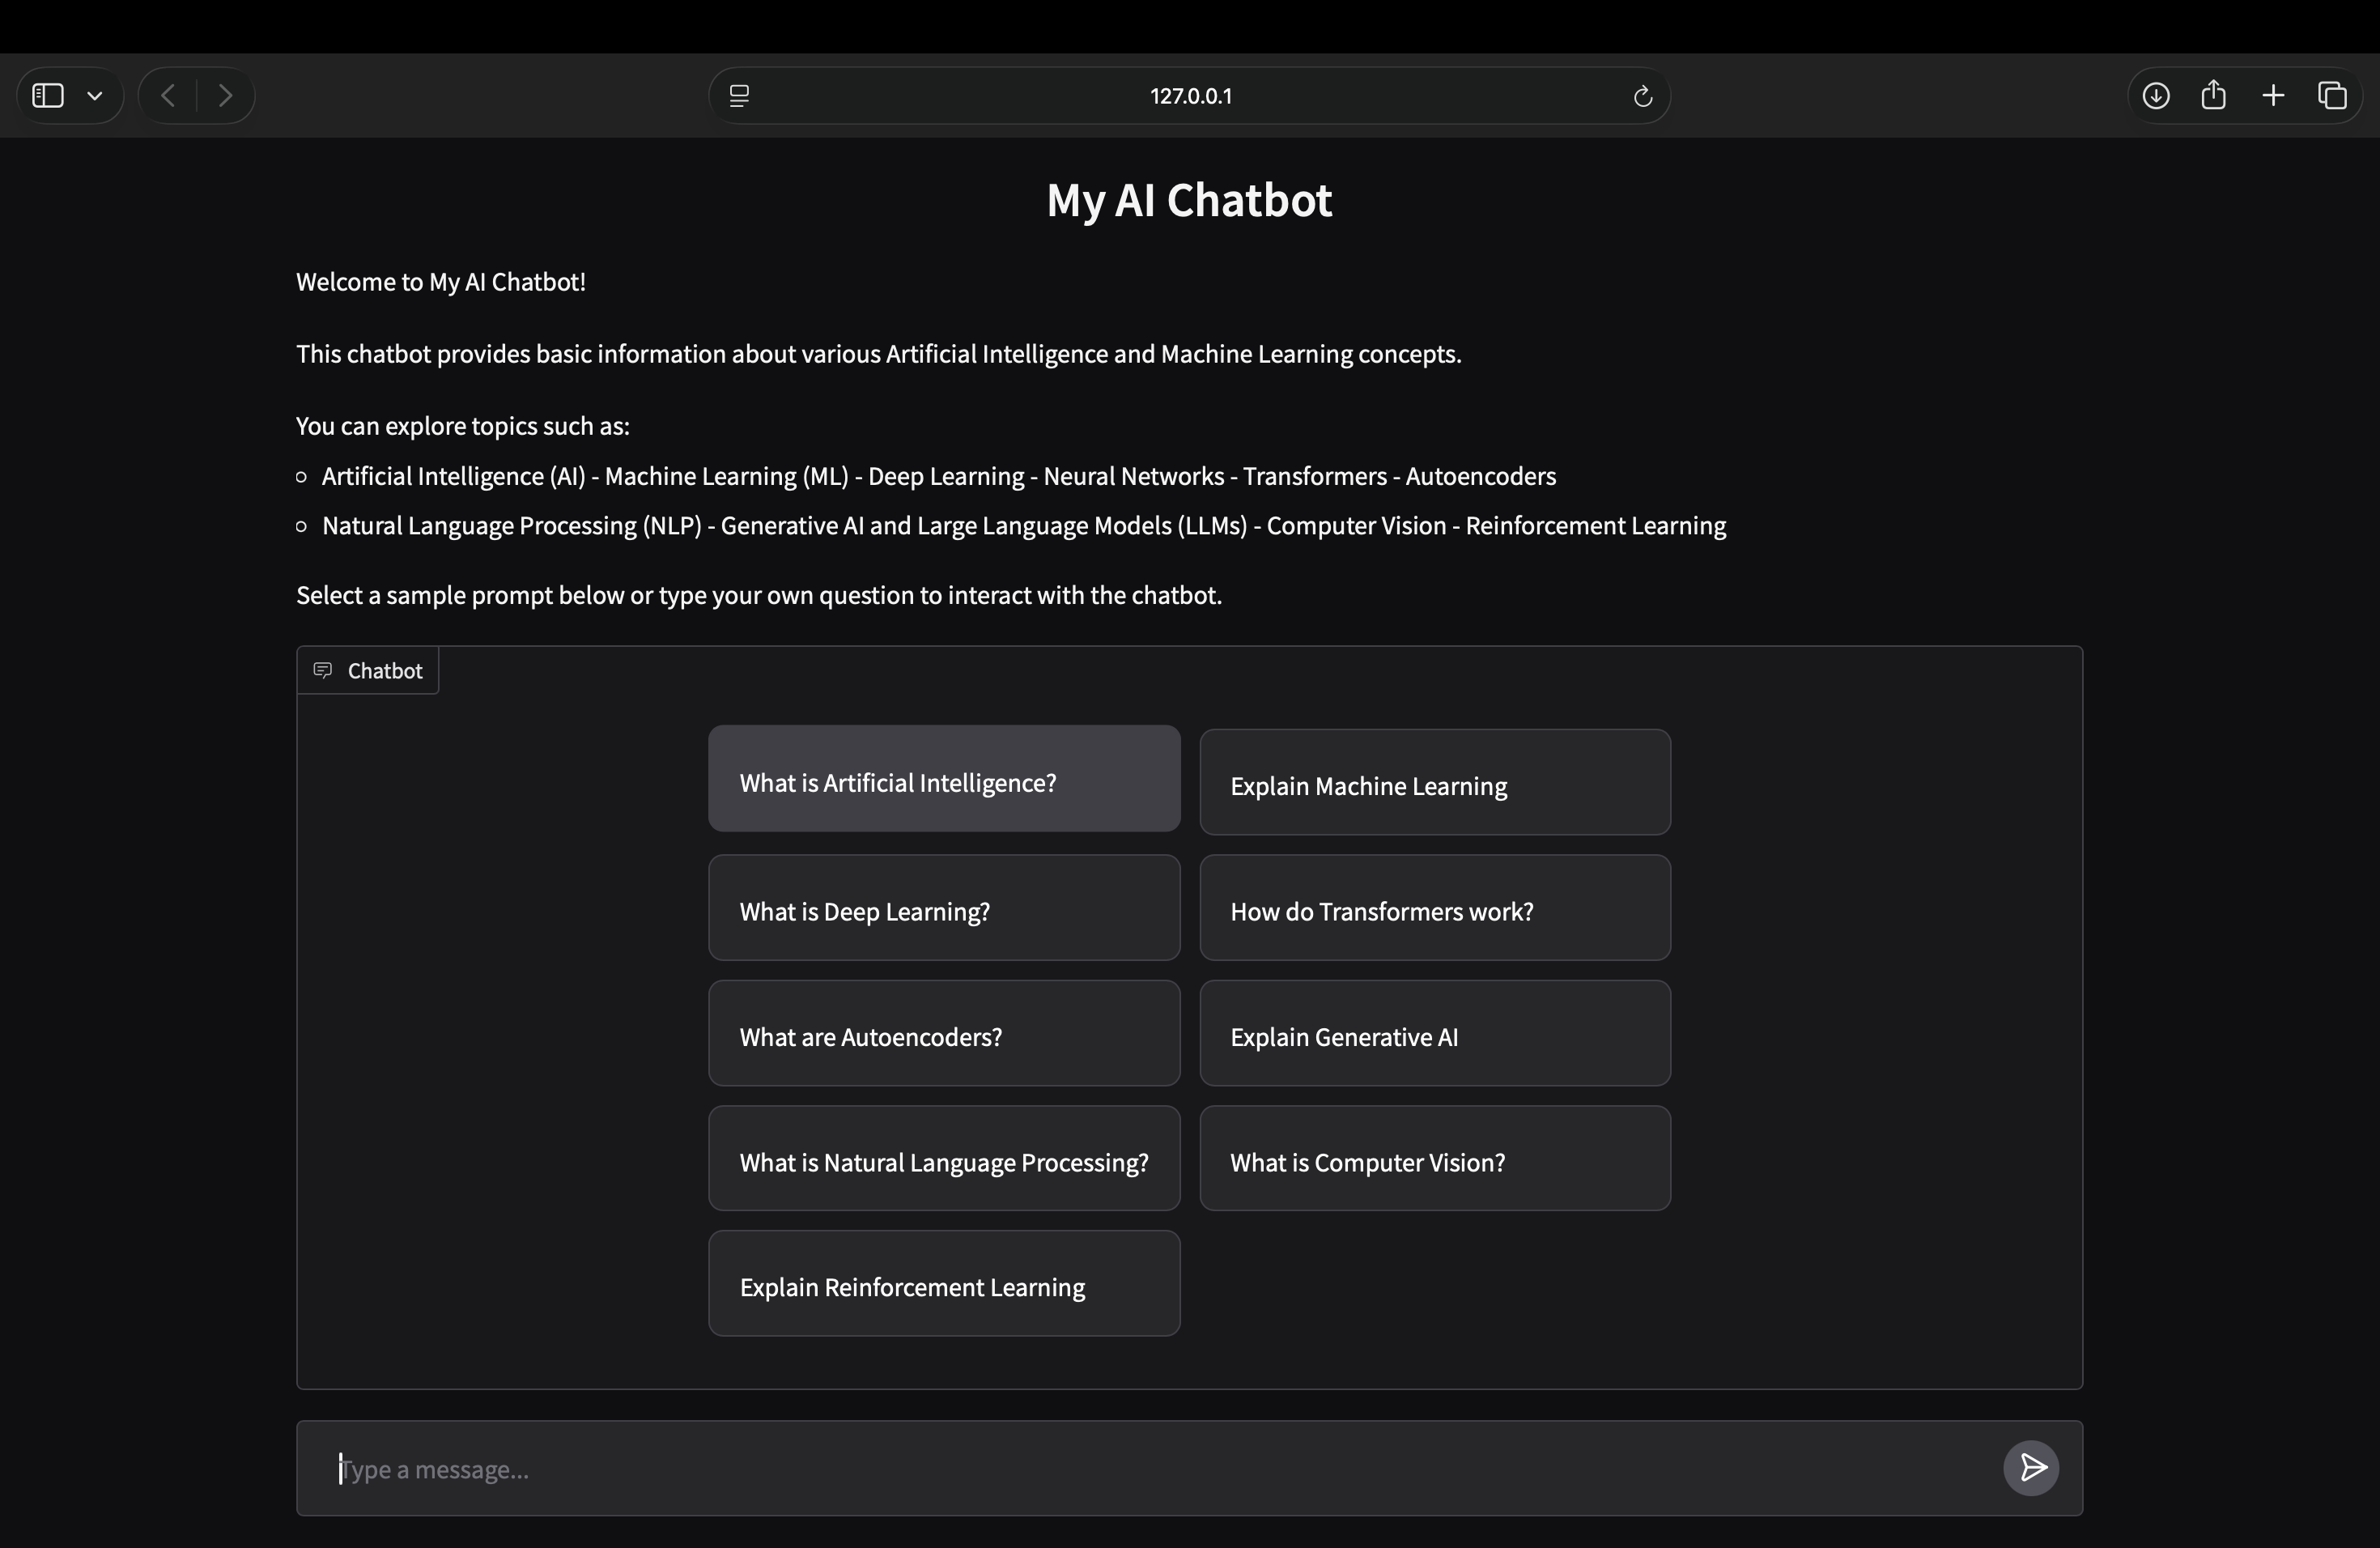 127.0.0.1
My AI Chatbot
Welcome to My AI Chatbot!
This chatbot provides basic information about various Artificial Intelligence and Machine Learning concepts.
You can explore topics such as:
Artificial Intelligence (AI) - Machine Learning (ML) - Deep Learning - Neural Networks - Transformers - Autoencoders
Natural Language Processing (NLP) - Generative AI and Large Language Models (LLMs) - Computer Vision - Reinforcement Learning
Select a sample prompt below or type your own question to interact with the chatbot.
Chatbot
What is Artificial Intelligence?
Explain Machine Learning
What is Deep Learning?
How do Transformers work?
What are Autoencoders?
Explain Generative AI
What is Natural Language Processing?
What is Computer Vision?
Explain Reinforcement Learning
Type a message...